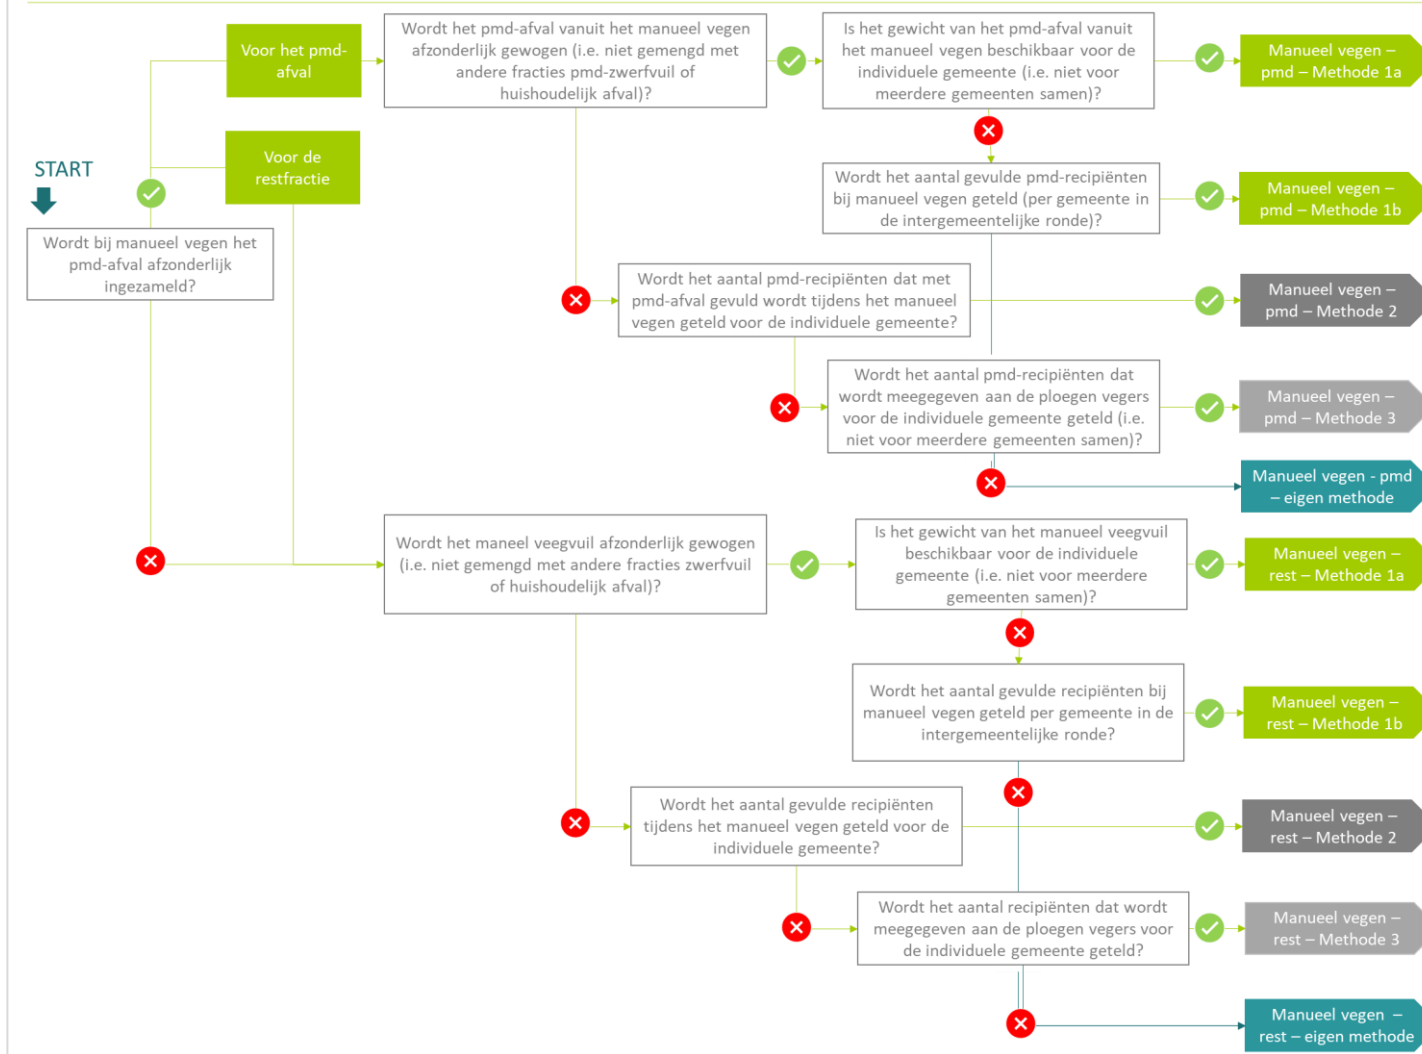 Voor het pmd-
afval
Wordt het pmd-afval vanuit het manueel vegen
afzonderlijk gewogen (i.e. niet gemengd met
andere fracties pmd-zwerfvuil of
huishoudelijk afval)?
Is het gewicht van het pmd-afval vanuit
het manueel vegen beschikbaar voor de
individuele gemeente (i.e. niet voor
meerdere gemeenten samen)?
Manueel vegen –
pmd – Methode 1a
Voor de
restfractie
START
Wordt bij manueel vegen het
pmd-afval afzonderlijk
ingezameld?
Wordt het aantal gevulde pmd-recipiënten
bij manueel vegen geteld (per gemeente in
de intergemeentelijke ronde)?
Manueel vegen –
pmd – Methode 1b
Wordt het aantal pmd-recipiënten dat met
pmd-afval gevuld wordt tijdens het manueel
vegen geteld voor de individuele gemeente?
Manueel vegen –
pmd – Methode 2
Wordt het aantal pmd-recipiënten dat
wordt meegegeven aan de ploegen vegers
voor de individuele gemeente geteld (i.e.
niet voor meerdere gemeenten samen)?
Manueel vegen –
pmd – Methode 3
Manueel vegen - pmd
– eigen methode
Wordt het maneel veegvuil afzonderlijk gewogen
(i.e. niet gemengd met andere fracties zwerfvuil
of huishoudelijk afval)?
Is het gewicht van het manueel veegvuil
beschikbaar voor de individuele
gemeente (i.e. niet voor meerdere
gemeenten samen)?
Manueel vegen –
rest – Methode 1a
Wordt het aantal gevulde recipiënten bij
manueel vegen geteld per gemeente in de
intergemeentelijke ronde?
Manueel vegen –
rest – Methode 1b
Wordt het aantal gevulde recipiënten
tijdens het manueel vegen geteld voor de
individuele gemeente?
Manueel vegen –
rest – Methode 2
Wordt het aantal recipiënten dat wordt
meegegeven aan de ploegen vegers voor
de individuele gemeente geteld?
Manueel vegen –
rest – Methode 3
Manueel vegen –
rest – eigen methode